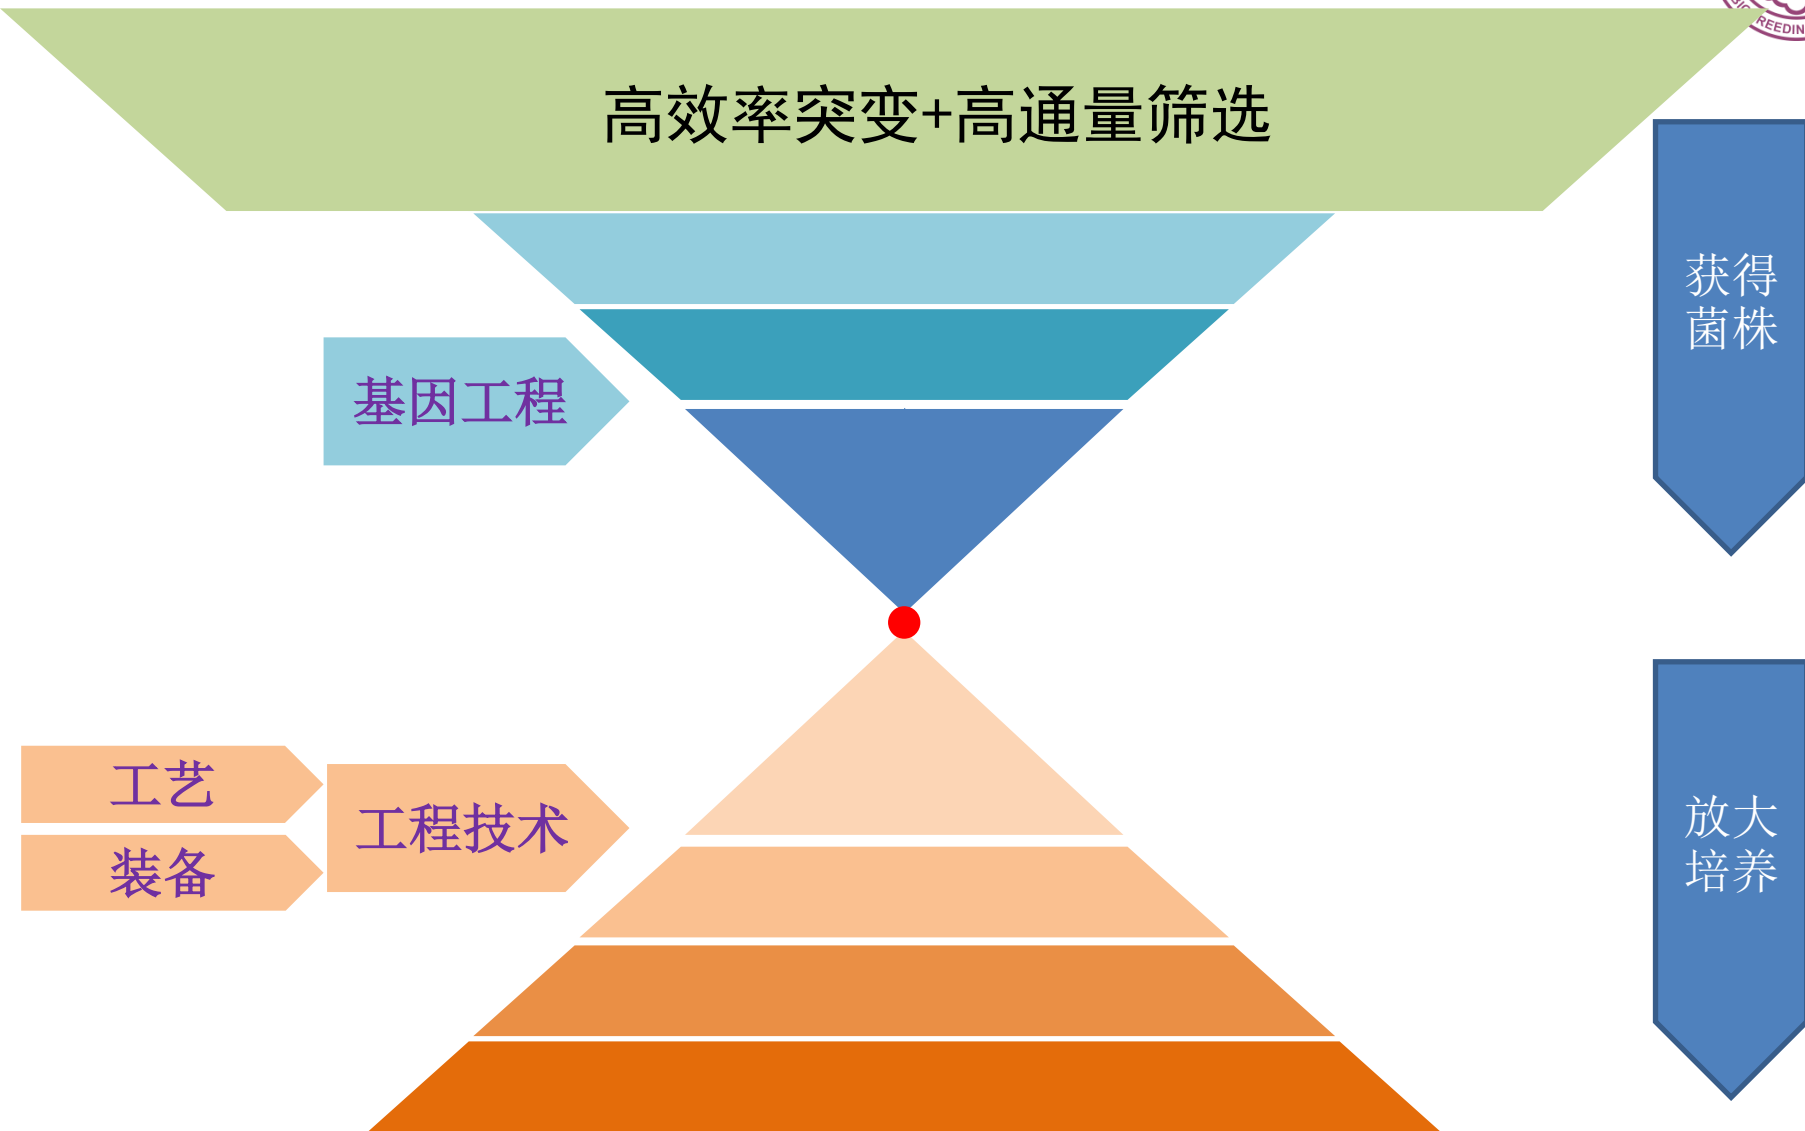 高效率突变+高通量筛选
获得
菌株
基因工程
工艺
工程技术
装备
放大
培养